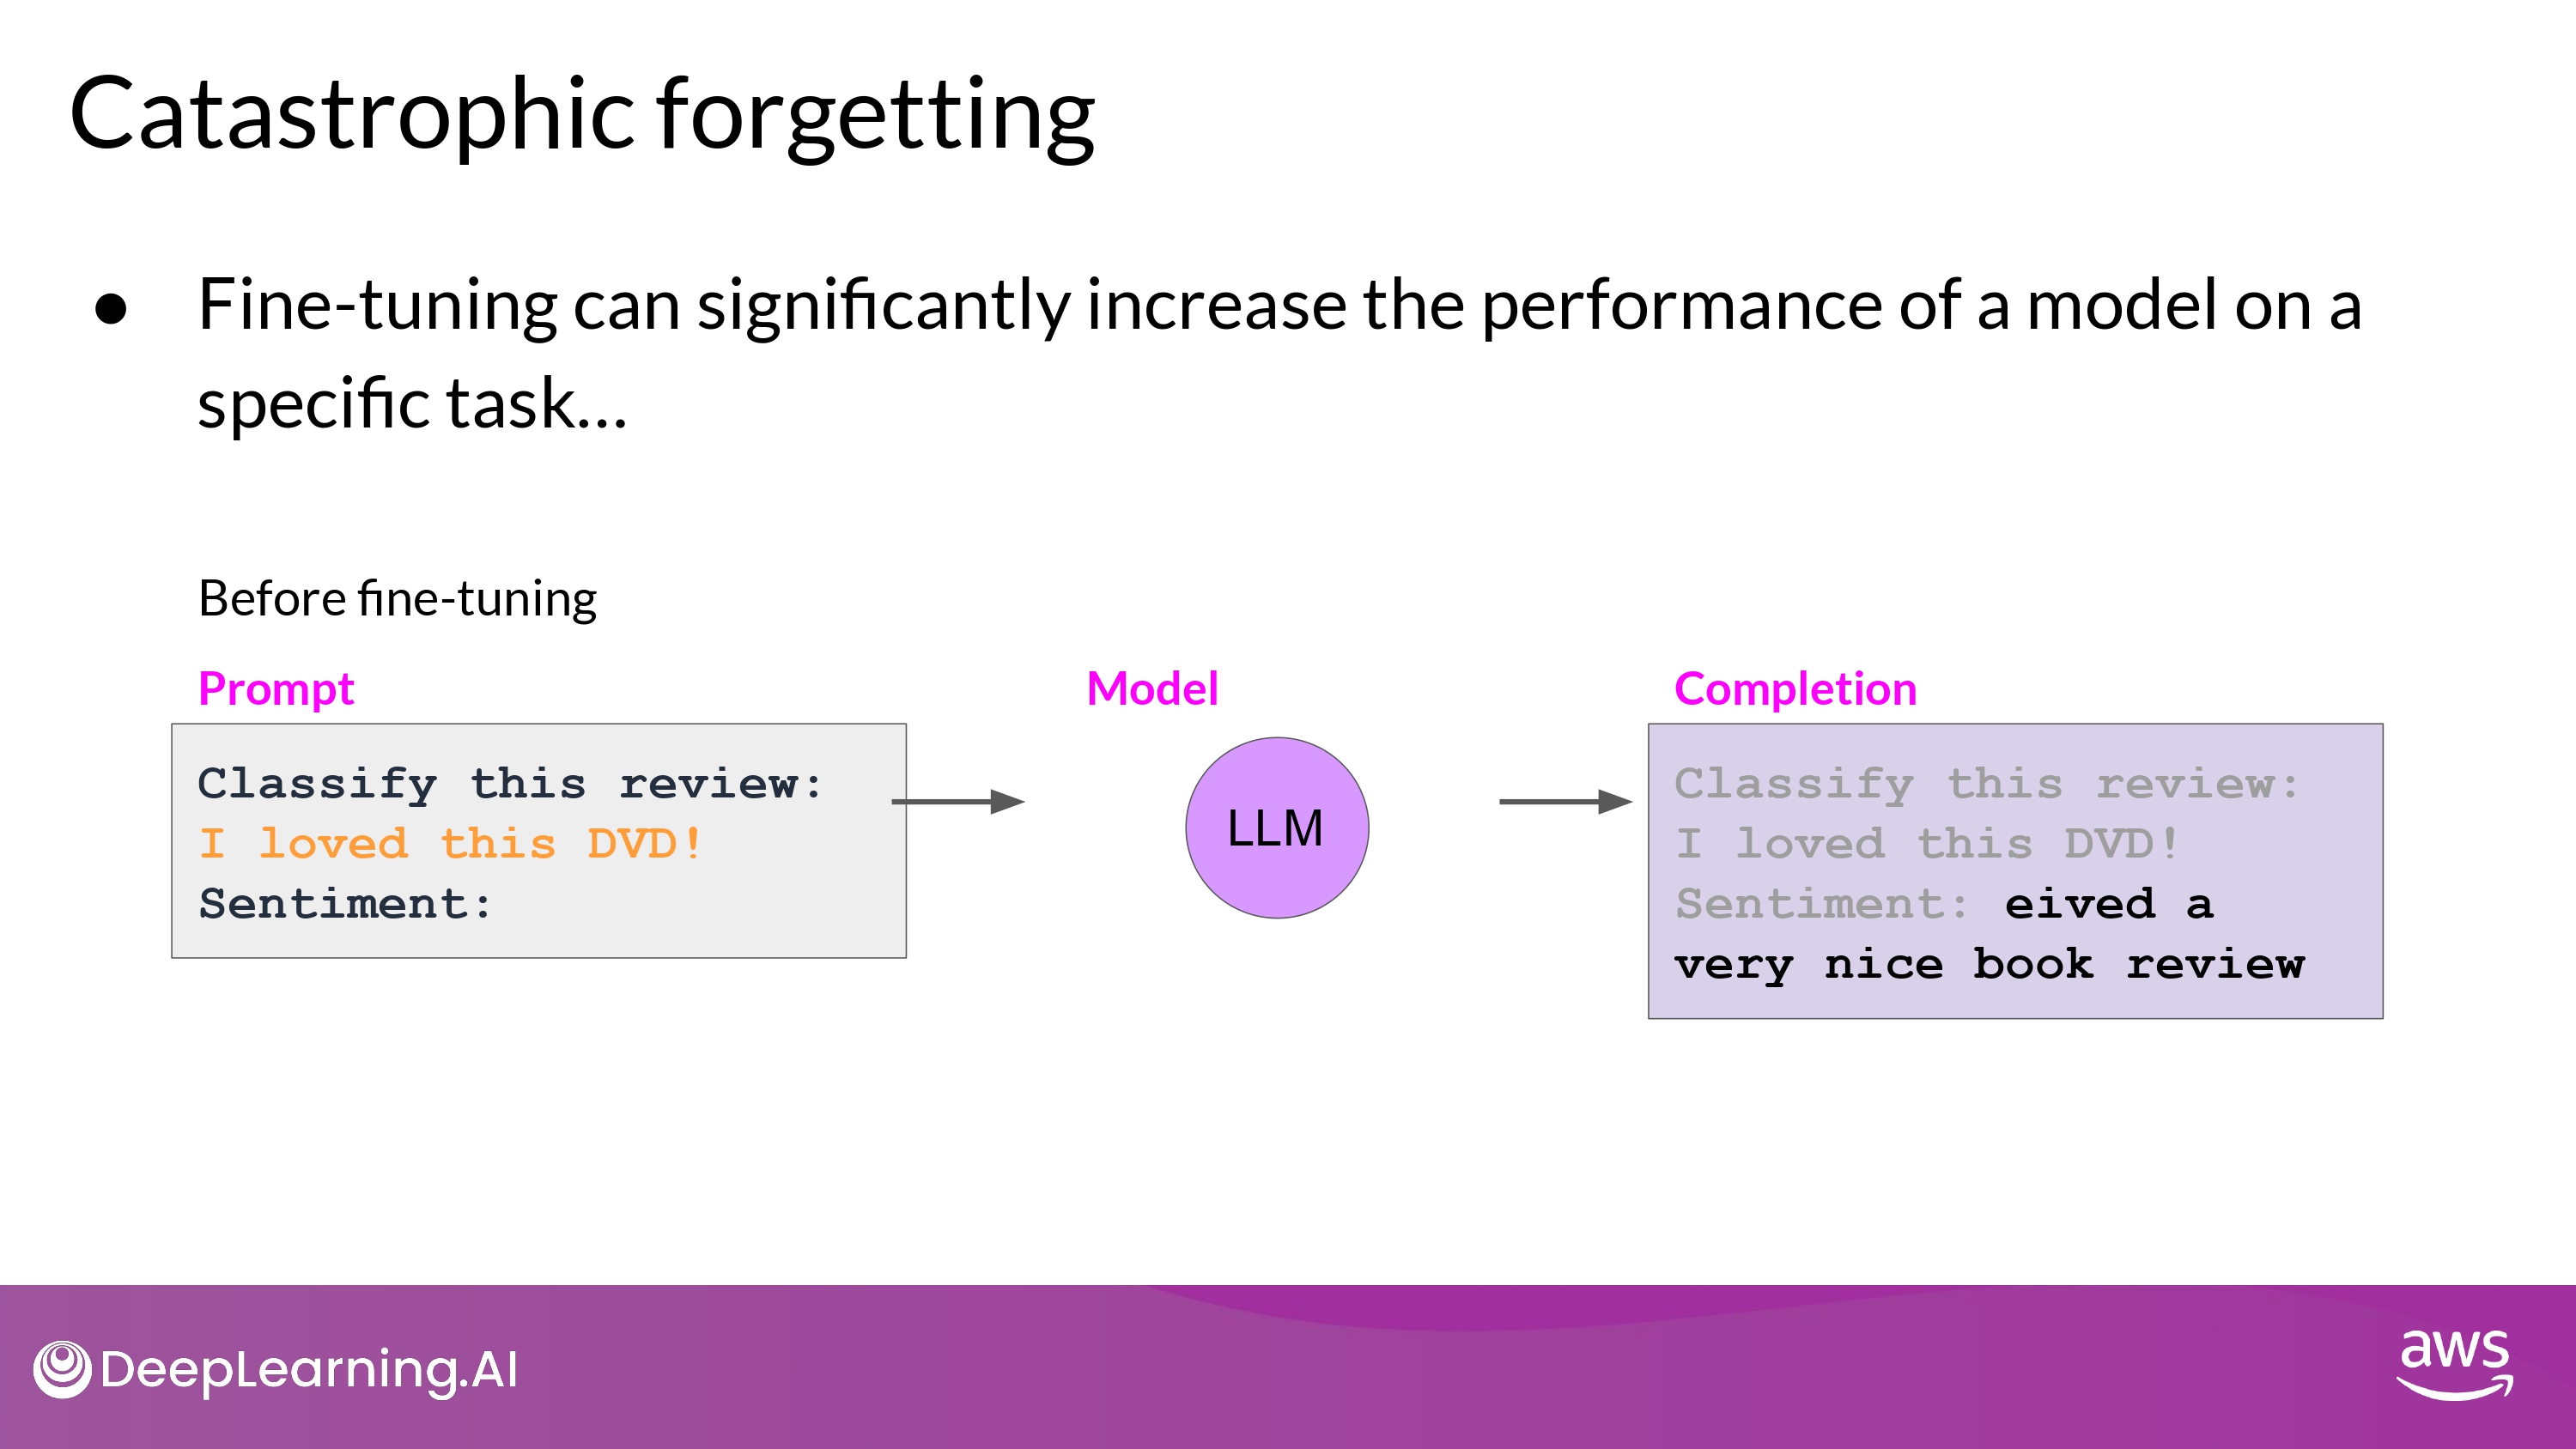 Catastrophic forgetting
● Fine-tuning can significantly increase the performance of a model on a
specific task…
Before fine-tuning
Prompt
Model
Completion
Classify this review:
I loved this DVD!
Sentiment:
LLM
Classify this review:
I loved this DVD!
Sentiment: eived a
very nice book review
DeepLearning.AI
aws